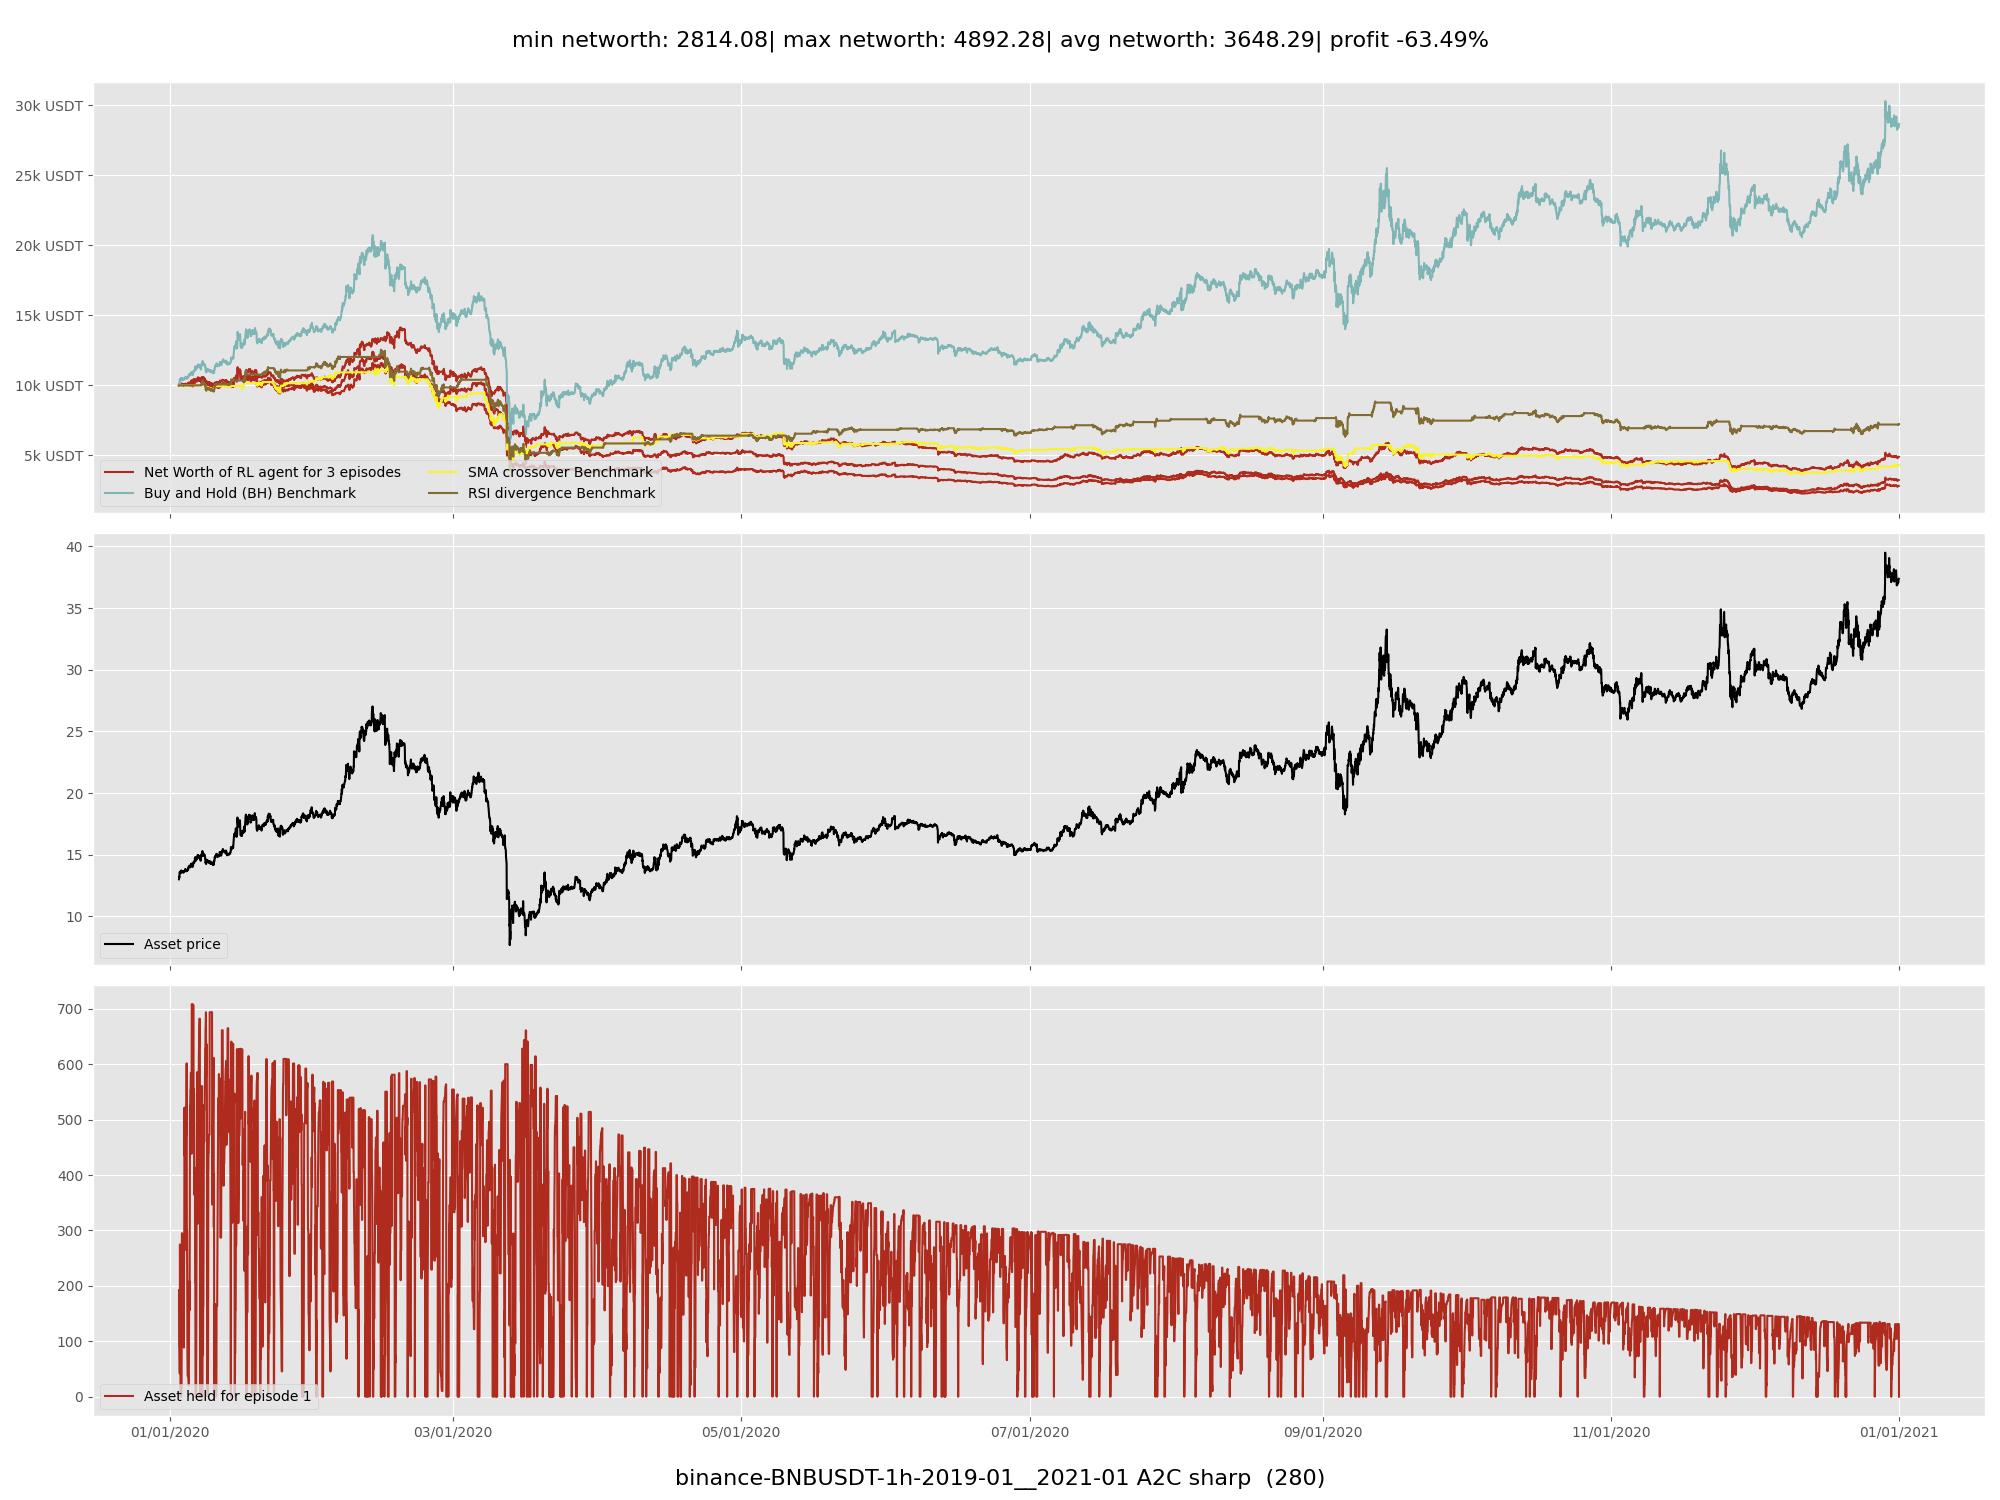 min networth: 2814.08| max networth: 4892.28| avg networth: 3648.29| profit -63.49%
30k USDT
25k USDT
20k USDT
15k USDT
10k USDT
5k USDT
Net Worth of RL agent for 3 episodes
Buy and Hold (BH) Benchmark
SMA crossover Benchmark
RSI divergence Benchmark
40
35
30
25
20
15
10
Asset price
700
600
500
400
300
200
100
0
Asset held for episode 1
01/01/2020 03/01/2020 05/01/2020 07/01/2020 09/01/2020 11/01/2020 01/01/2021
binance-BNBUSDT-1h-2019-01__2021-01 A2C sharp (280)